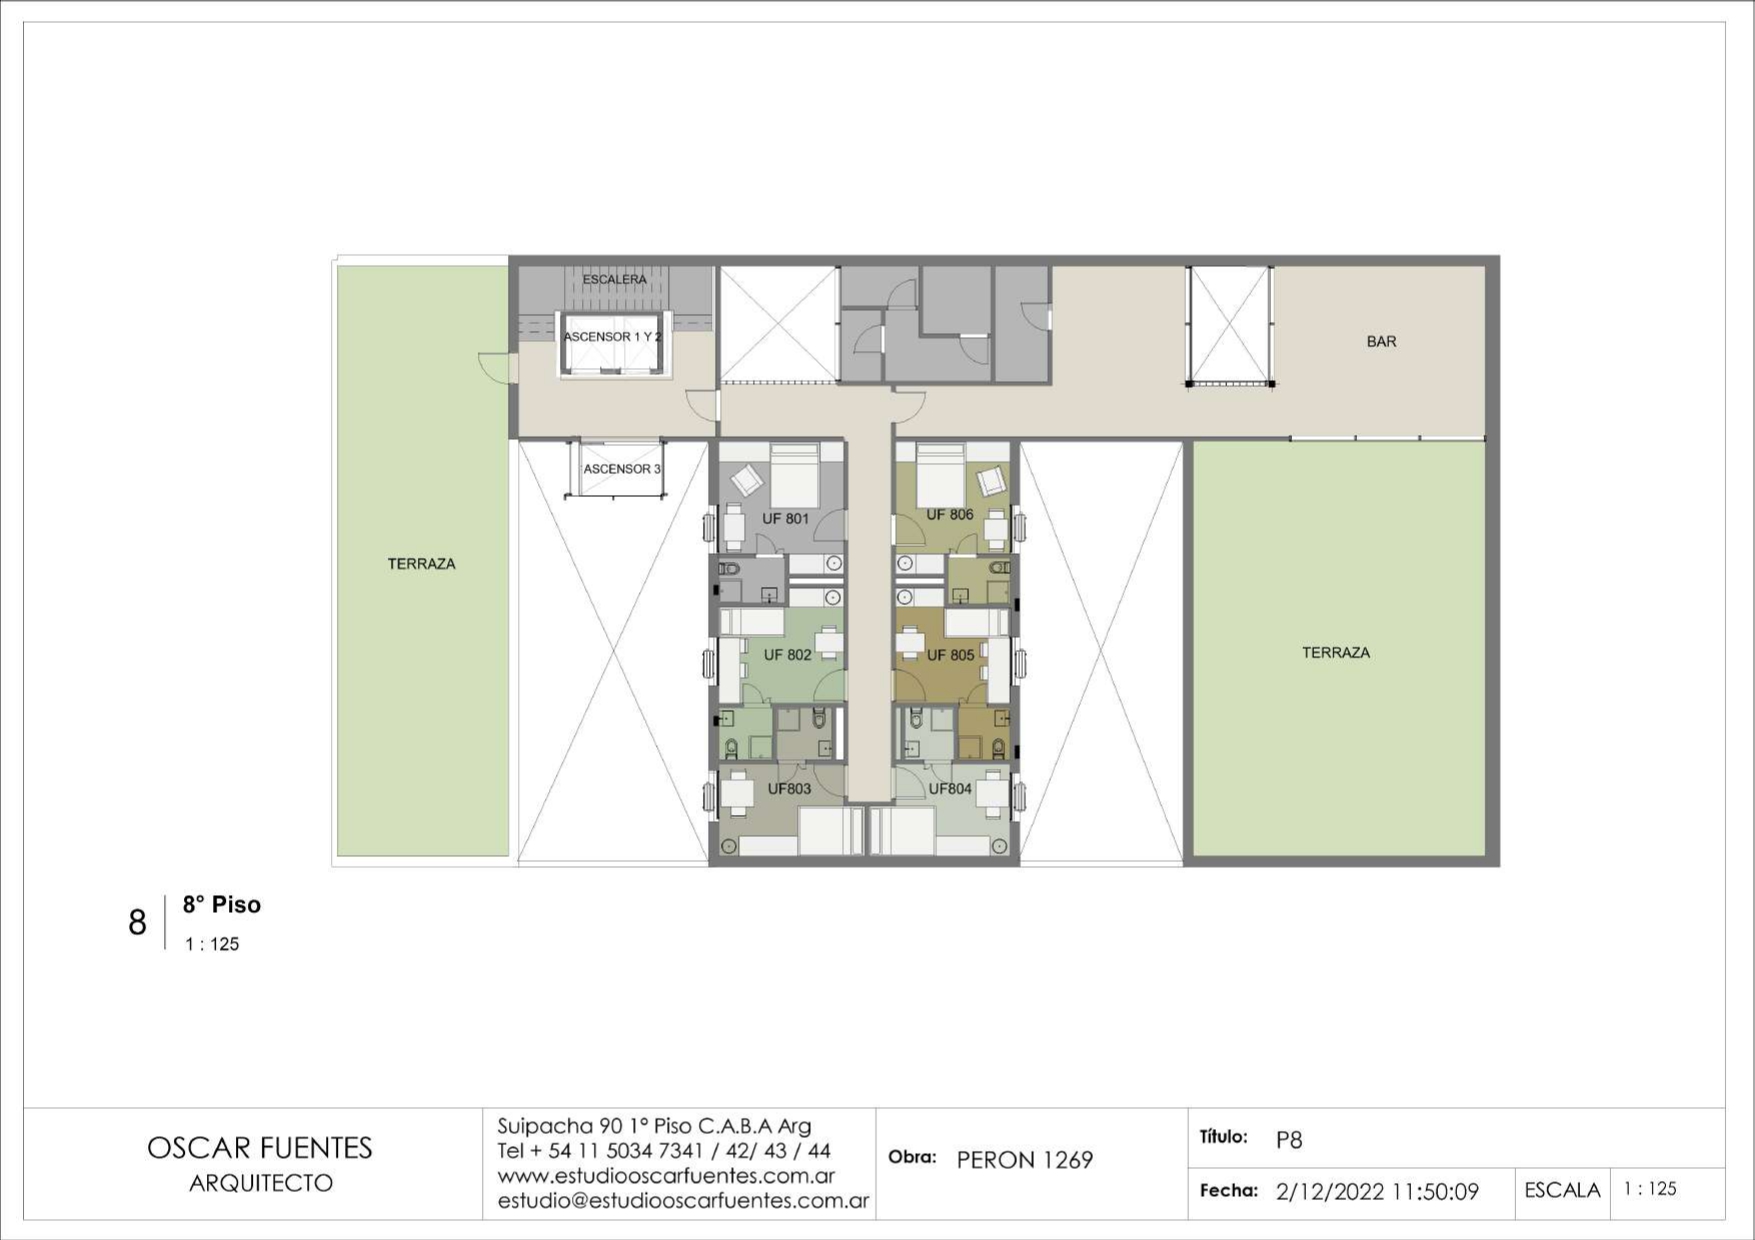 ESCALERA
ASCENSOR 1 Y 2
BAR
ASCENSOR 3
UF 801
UF 806
TERRAZA
UF 802
UF 805
TERRAZA
UF803
UF804
8
8° Piso
1 : 125
OSCAR FUENTES
ARQUITECTO
Suipacha 90 1° Piso C.A.B.A Arg
Tel + 54 11 5034 7341 / 42/ 43 / 44
www.estudiooscarfuentes.com.ar
estudio@estudiooscarfuentes.com.ar
Obra: PERON 1269
Título: P8
Fecha: 2/12/2022 11:50:09
ESCALA 1 : 125